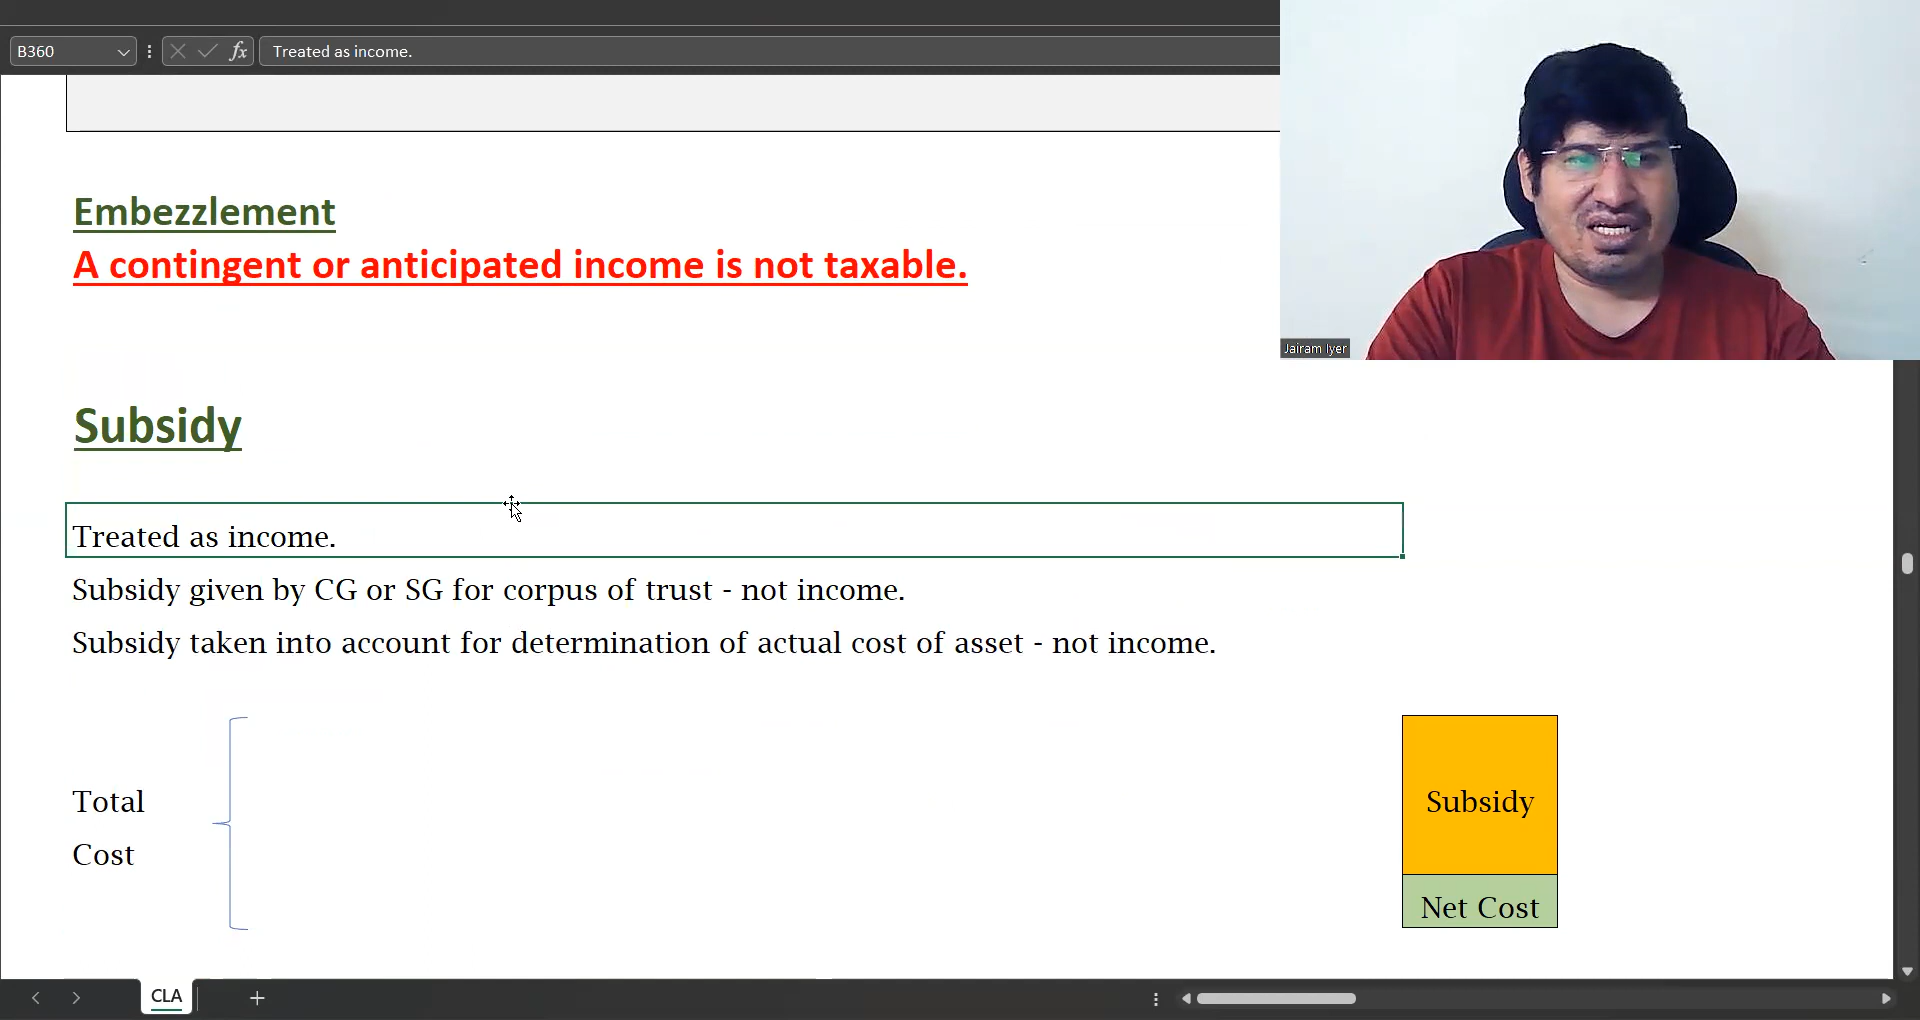 B360
fx
Treated as income.
Jairam Iyer
Embezzlement
A contingent or anticipated income is not taxable.
Subsidy
Treated as income.
Subsidy given by CG or SG for corpus of trust - not income.
Subsidy taken into account for determination of actual cost of asset - not income.
Total
Cost
Subsidy
Net Cost
CLA